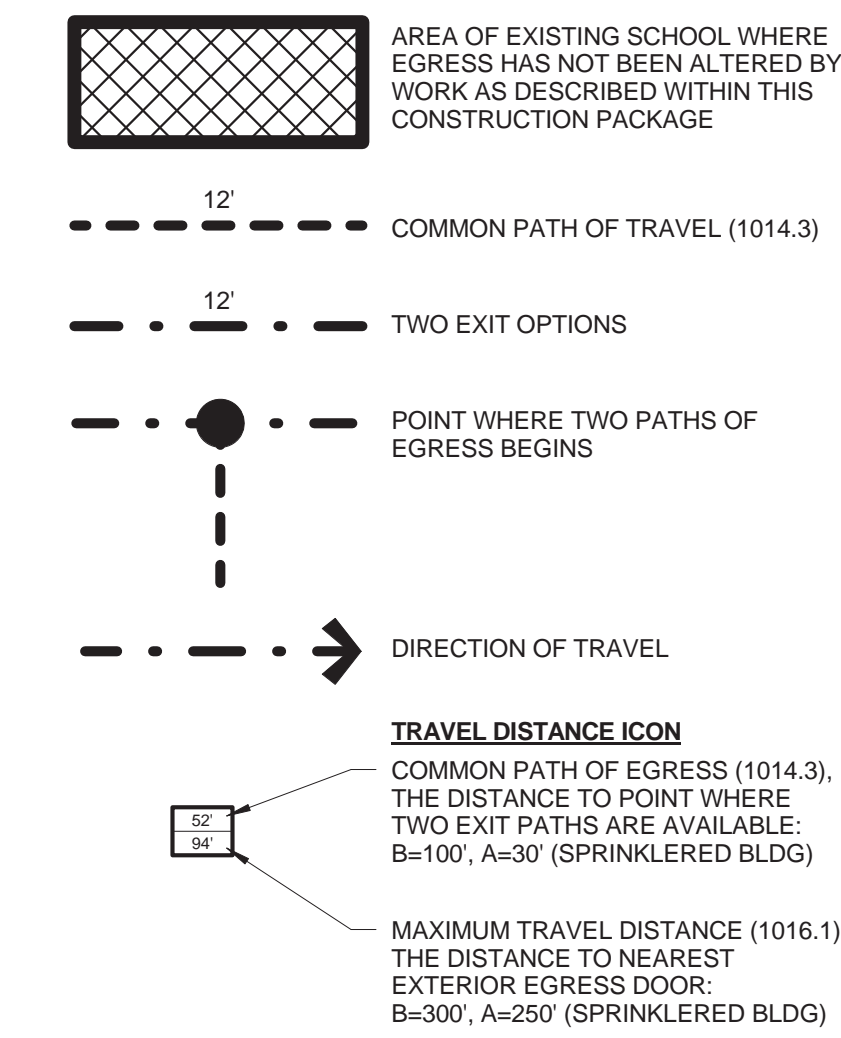 AREA OF EXISTING SCHOOL WHERE
EGRESS HAS NOT BEEN ALTERED BY
WORK AS DESCRIBED WITHIN THIS
CONSTRUCTION PACKAGE
12'
COMMON PATH OF TRAVEL (1014.3)
12'
TWO EXIT OPTIONS
POINT WHERE TWO PATHS OF
EGRESS BEGINS
DIRECTION OF TRAVEL
TRAVEL DISTANCE ICON
COMMON PATH OF EGRESS (1014.3),
THE DISTANCE TO POINT WHERE
TWO EXIT PATHS ARE AVAILABLE:
B=100', A=30' (SPRINKLERED BLDG)
52'
94'
MAXIMUM TRAVEL DISTANCE (1016.1)
THE DISTANCE TO NEAREST
EXTERIOR EGRESS DOOR:
B=300', A=250' (SPRINKLERED BLDG)